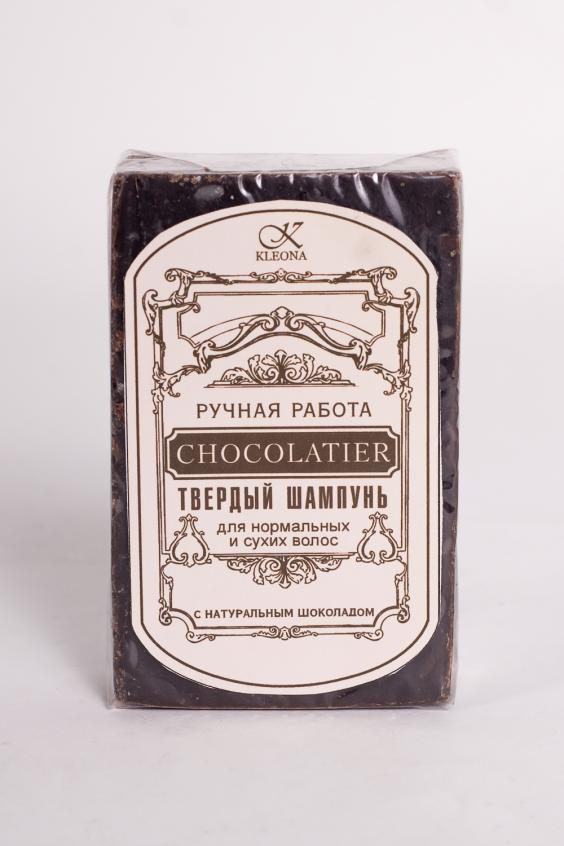 K
KLEONA
РУЧНАЯ РАБОТА
CHOCOLATIER
ТВЕРДЫЙ ШАМПУНЬ
для нормальных
и сухих волос
С НАТУРАЛЬНЫМ ШОКОЛАДОМ